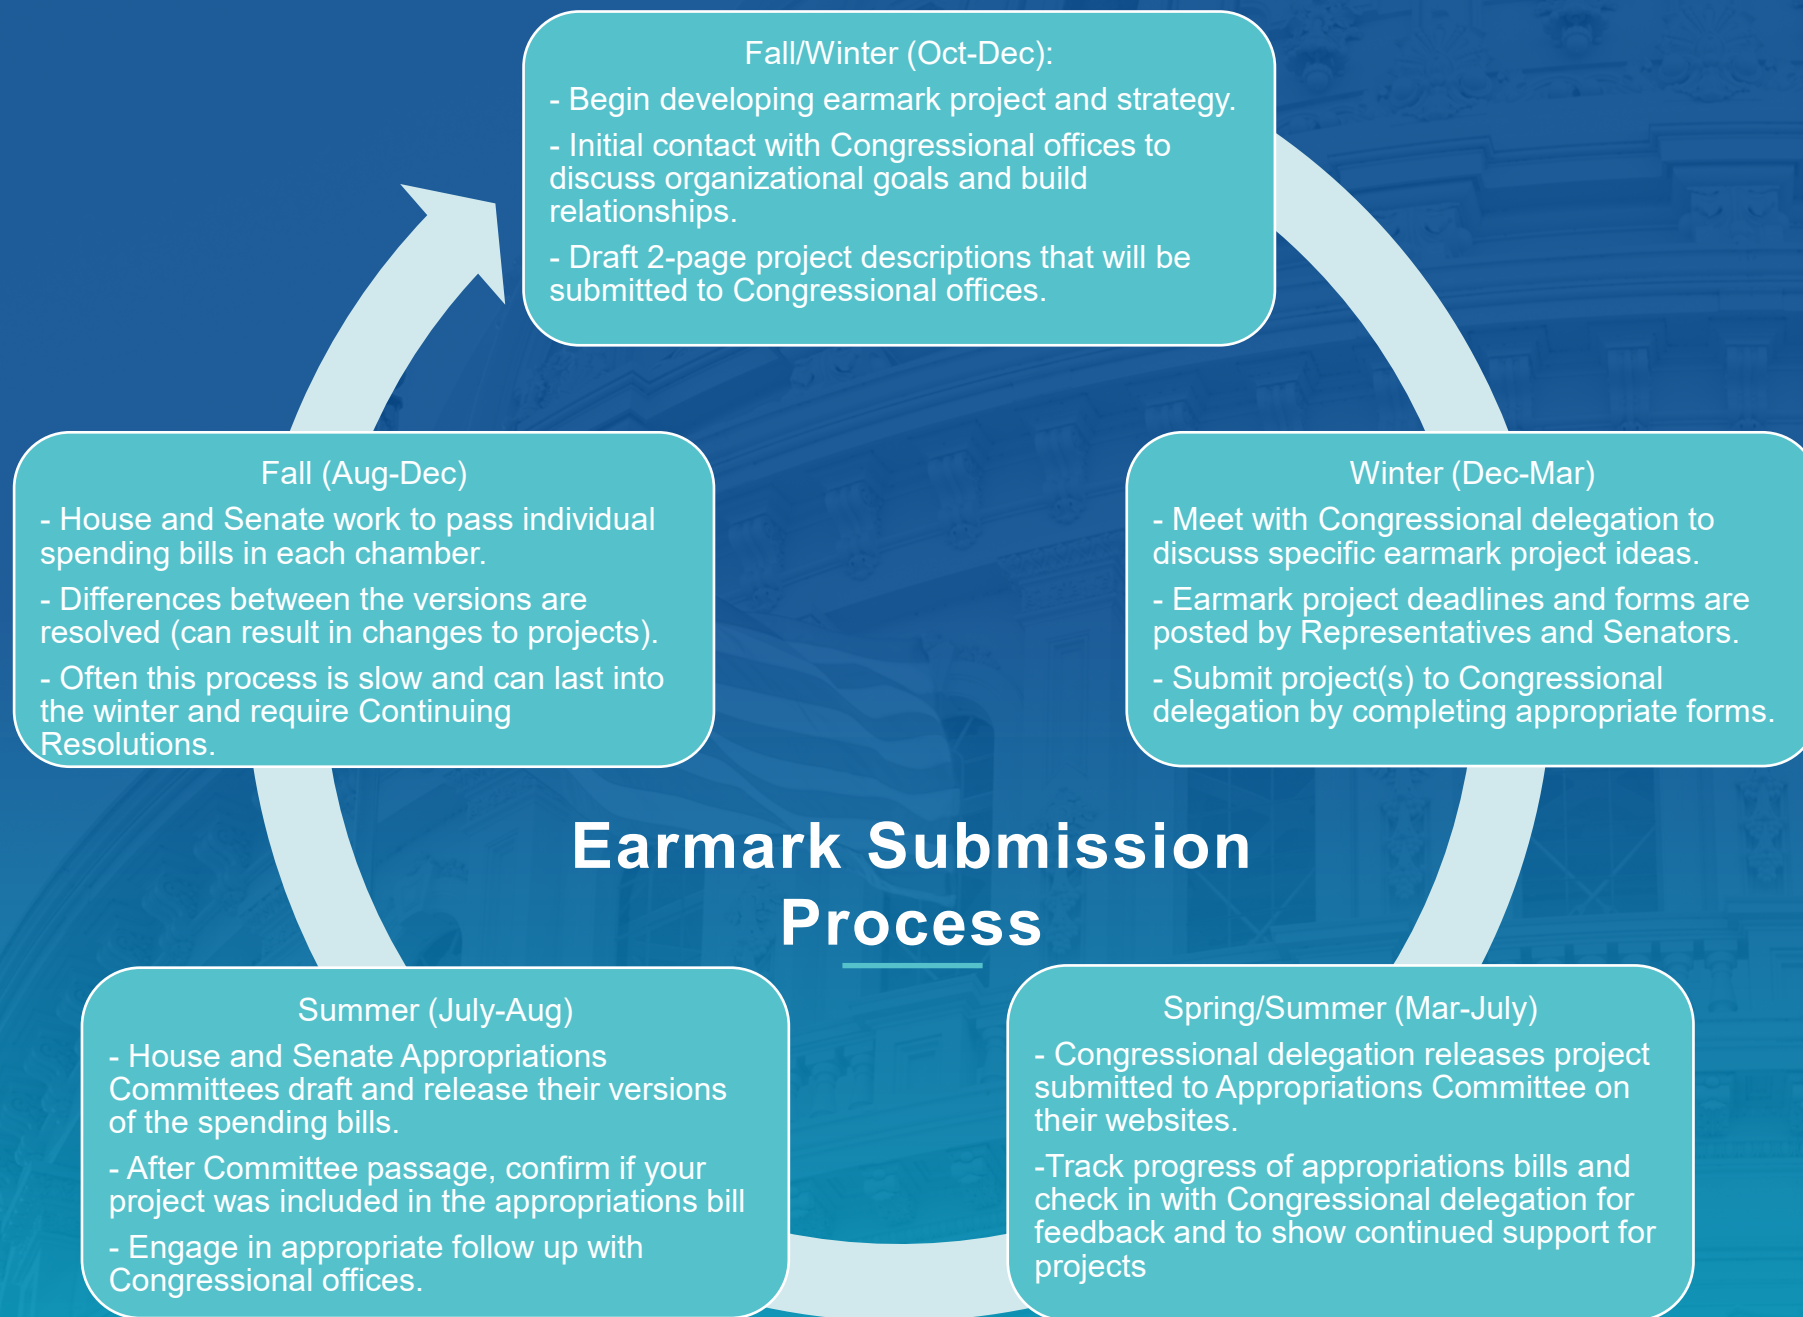 Fall/Winter (Oct-Dec):
- Begin developing earmark project and strategy.
- Initial contact with Congressional offices to
discuss organizational goals and build
relationships.
- Draft 2-page project descriptions that will be
submitted to Congressional offices.
Winter (Dec-Mar)
- Meet with Congressional delegation to
discuss specific earmark project ideas.
- Earmark project deadlines and forms are
posted by Representatives and Senators.
- Submit project(s) to Congressional
delegation by completing appropriate forms.
Spring/Summer (Mar-July)
- Congressional delegation releases project
submitted to Appropriations Committee on
their websites.
-Track progress of appropriations bills and
check in with Congressional delegation for
feedback and to show continued support for
projects
Summer (July-Aug)
- House and Senate Appropriations
Committees draft and release their versions
of the spending bills.
- After Committee passage, confirm if your
project was included in the appropriations bill
- Engage in appropriate follow up with
Congressional offices.
Fall (Aug-Dec)
- House and Senate work to pass individual
spending bills in each chamber.
- Differences between the versions are
resolved (can result in changes to projects).
- Often this process is slow and can last into
the winter and require Continuing
Resolutions.
Earmark Submission
Process